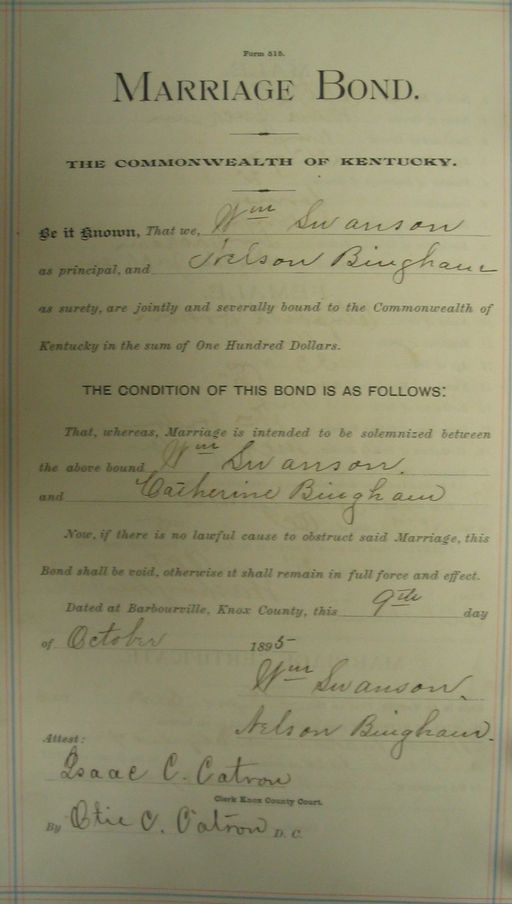 Form 515.
MARRIAGE BOND.
THE COMMONWEALTH OF KENTUCKY.
Be it Known, That we, Wm Swanson
as principal, and Nelson Bingham
as surety, are jointly and severally bound to the Commonwealth of
Kentucky in the sum of One Hundred Dollars.
THE CONDITION OF THIS BOND IS AS FOLLOWS:
That, whereas, Marriage is intended to be solemnized between
the above bound Wm Swanson.
and Catherine Bingham
Now, if there is no lawful cause to obstruct said Marriage, this
Bond shall be void, otherwise it shall remain in full force and effect.
Dated at Barbourville, Knox County, this 9th day
of October 1895
Wm Swanson.
Nelson Bingham.
Attest:
Isaac C. Catron
Clerk Knox County Court.
By Otie C. Catron D. C.